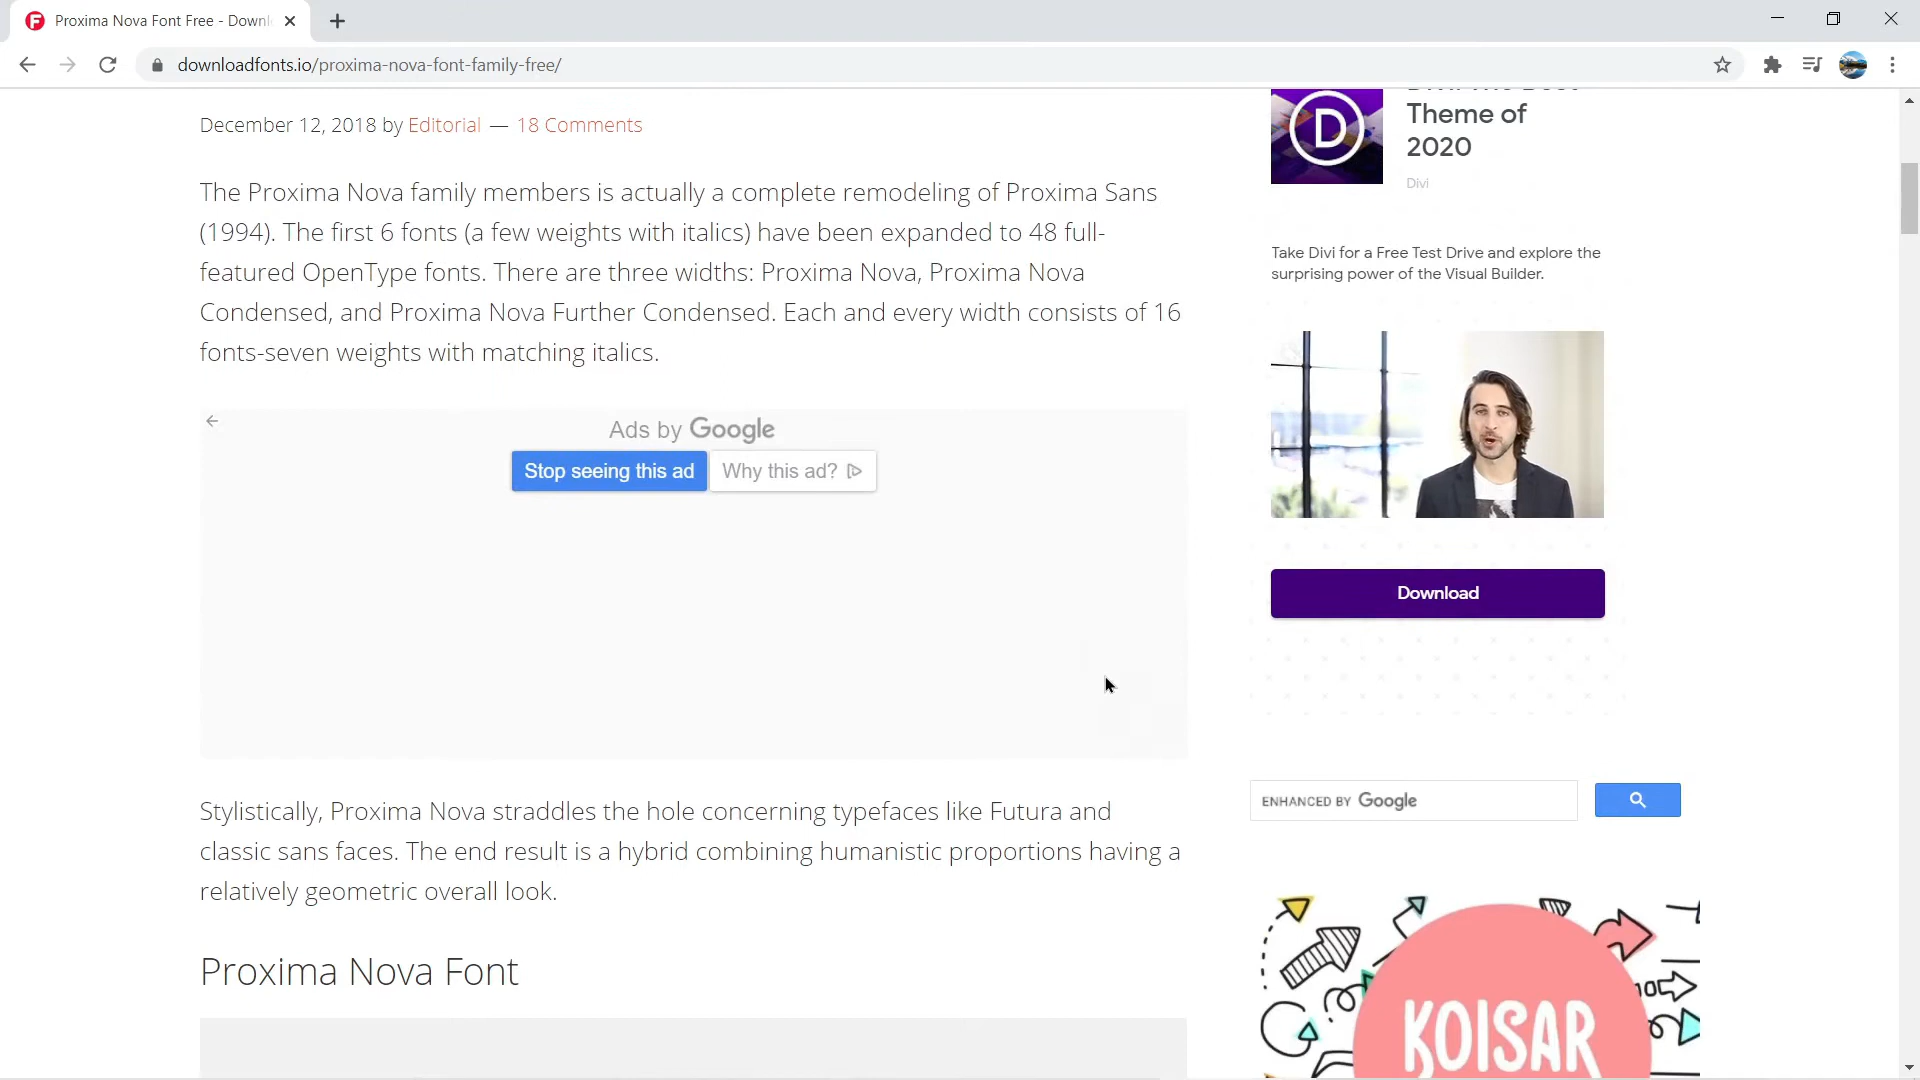 Proxima Nova Font Free - Downl
downloadfonts.io/proxima-nova-font-family-free/
December 12, 2018 by Editorial — 18 Comments
The Proxima Nova family members is actually a complete remodeling of Proxima Sans
(1994). The first 6 fonts (a few weights with italics) have been expanded to 48 full-
featured OpenType fonts. There are three widths: Proxima Nova, Proxima Nova
Condensed, and Proxima Nova Further Condensed. Each and every width consists of 16
fonts-seven weights with matching italics.
Ads by Google
Stop seeing this ad
Why this ad?
Stylistically, Proxima Nova straddles the hole concerning typefaces like Futura and
classic sans faces. The end result is a hybrid combining humanistic proportions having a
relatively geometric overall look.
Proxima Nova Font
D
Divi The Best
Theme of
2020
Divi
Take Divi for a Free Test Drive and explore the
surprising power of the Visual Builder.
Download
ENHANCED BY Google
KOISAR